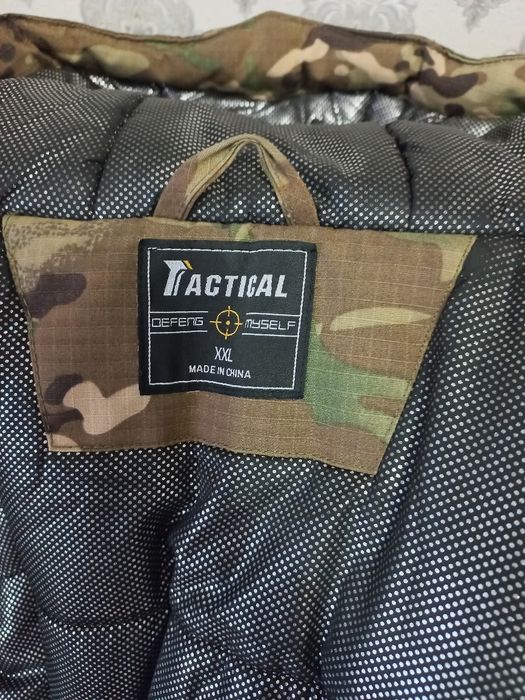 TACTICAL
DEFENG MYSELF
XXL
MADE IN CHINA